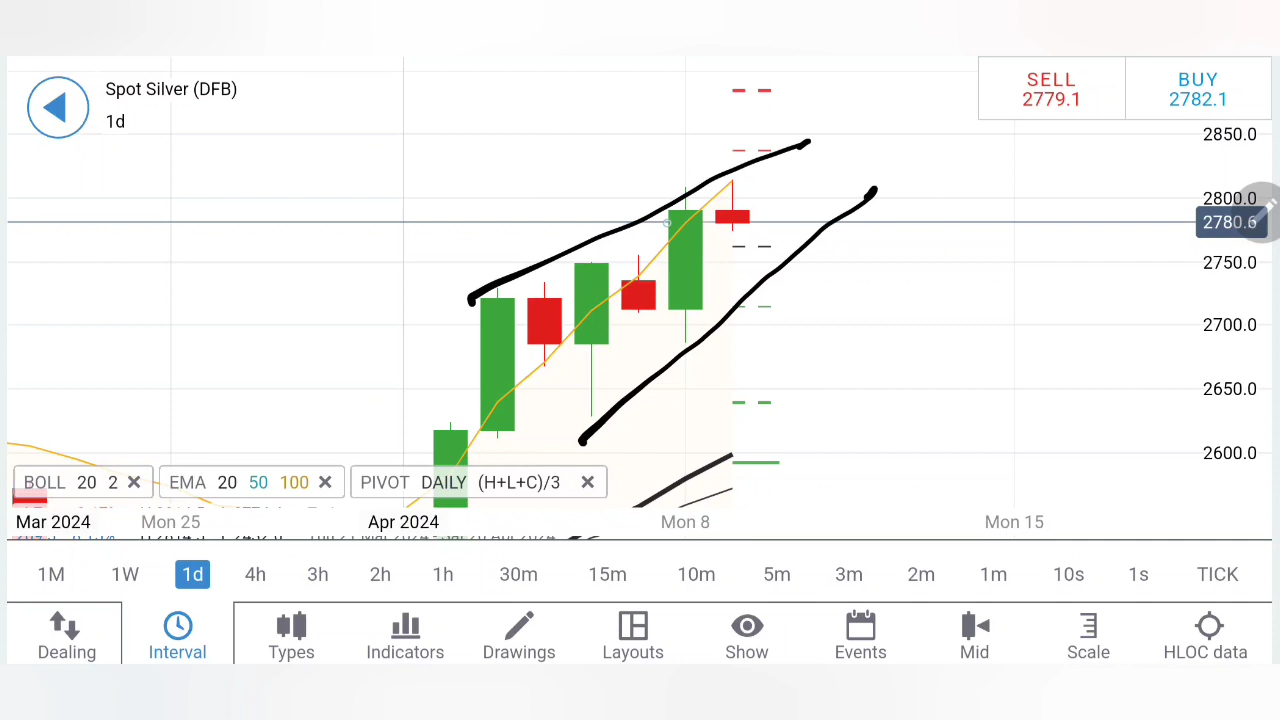 Spot Silver (DFB)
1d
SELL
2779.1
BUY
2782.1
2850.0
2800.0
2780.6
2750.0
2700.0
2650.0
2600.0
BOLL 20 2
EMA 20 50 100
PIVOT DAILY (H+L+C)/3
Mar 2024 Mon 25 Apr 2024 Mon 8 Mon 15
1M 1W 1d 4h 3h 2h 1h 30m 15m 10m 5m 3m 2m 1m 10s 1s TICK
Dealing Interval Types Indicators Drawings Layouts Show Events Mid Scale HLOC data